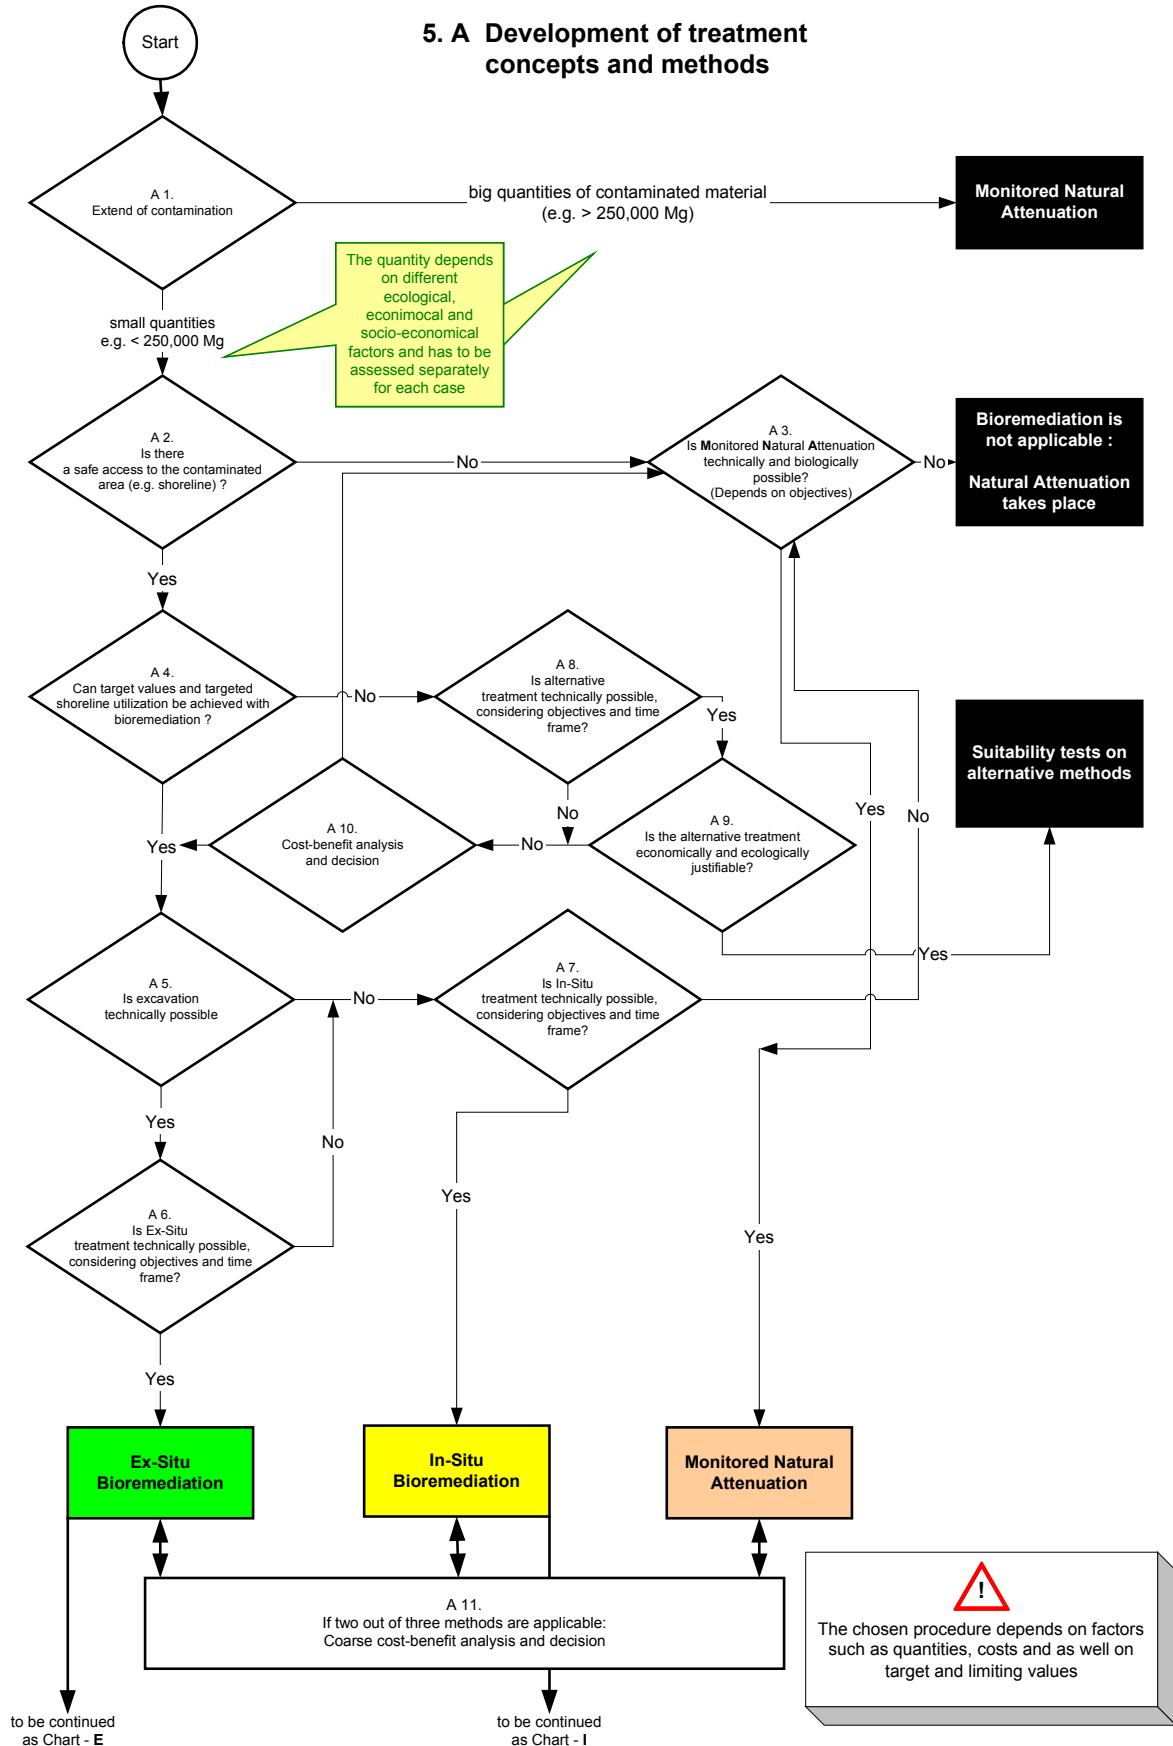 Start
5. A Development of treatment
concepts and methods
A 1.
Extend of contamination
big quantities of contaminated material
(e.g. > 250,000 Mg)
Monitored Natural
Attenuation
The quantity depends
on different
ecological,
econimocal and
socio-economical
factors and has to be
assessed separately
for each case
small quantities
e.g. < 250,000 Mg
A 2.
Is there
a safe access to the contaminated
area (e.g. shoreline) ?
No
A 3.
Is Monitored Natural Attenuation
technically and biologically
possible?
(Depends on objectives)
No
Bioremediation is
not applicable :
Natural Attenuation
takes place
Yes
A 4.
Can target values and targeted
shoreline utilization be achieved with
bioremediation ?
No
A 8.
Is alternative
treatment technically possible,
considering objectives and time
frame?
Yes
Suitability tests on
alternative methods
No
Yes
No
Yes
A 10.
Cost-benefit analysis
and decision
No
A 9.
Is the alternative treatment
economically and ecologically
justifiable?
Yes
A 5.
Is excavation
technically possible
No
A 7.
Is In-Situ
treatment technically possible,
considering objectives and time
frame?
Yes
No
A 6.
Is Ex-Situ
treatment technically possible,
considering objectives and time
frame?
Yes
Yes
Yes
Ex-Situ
Bioremediation
In-Situ
Bioremediation
Monitored Natural
Attenuation
A 11.
If two out of three methods are applicable:
Coarse cost-benefit analysis and decision
!
The chosen procedure depends on factors
such as quantities, costs and as well on
target and limiting values
to be continued
as Chart - E
to be continued
as Chart - I